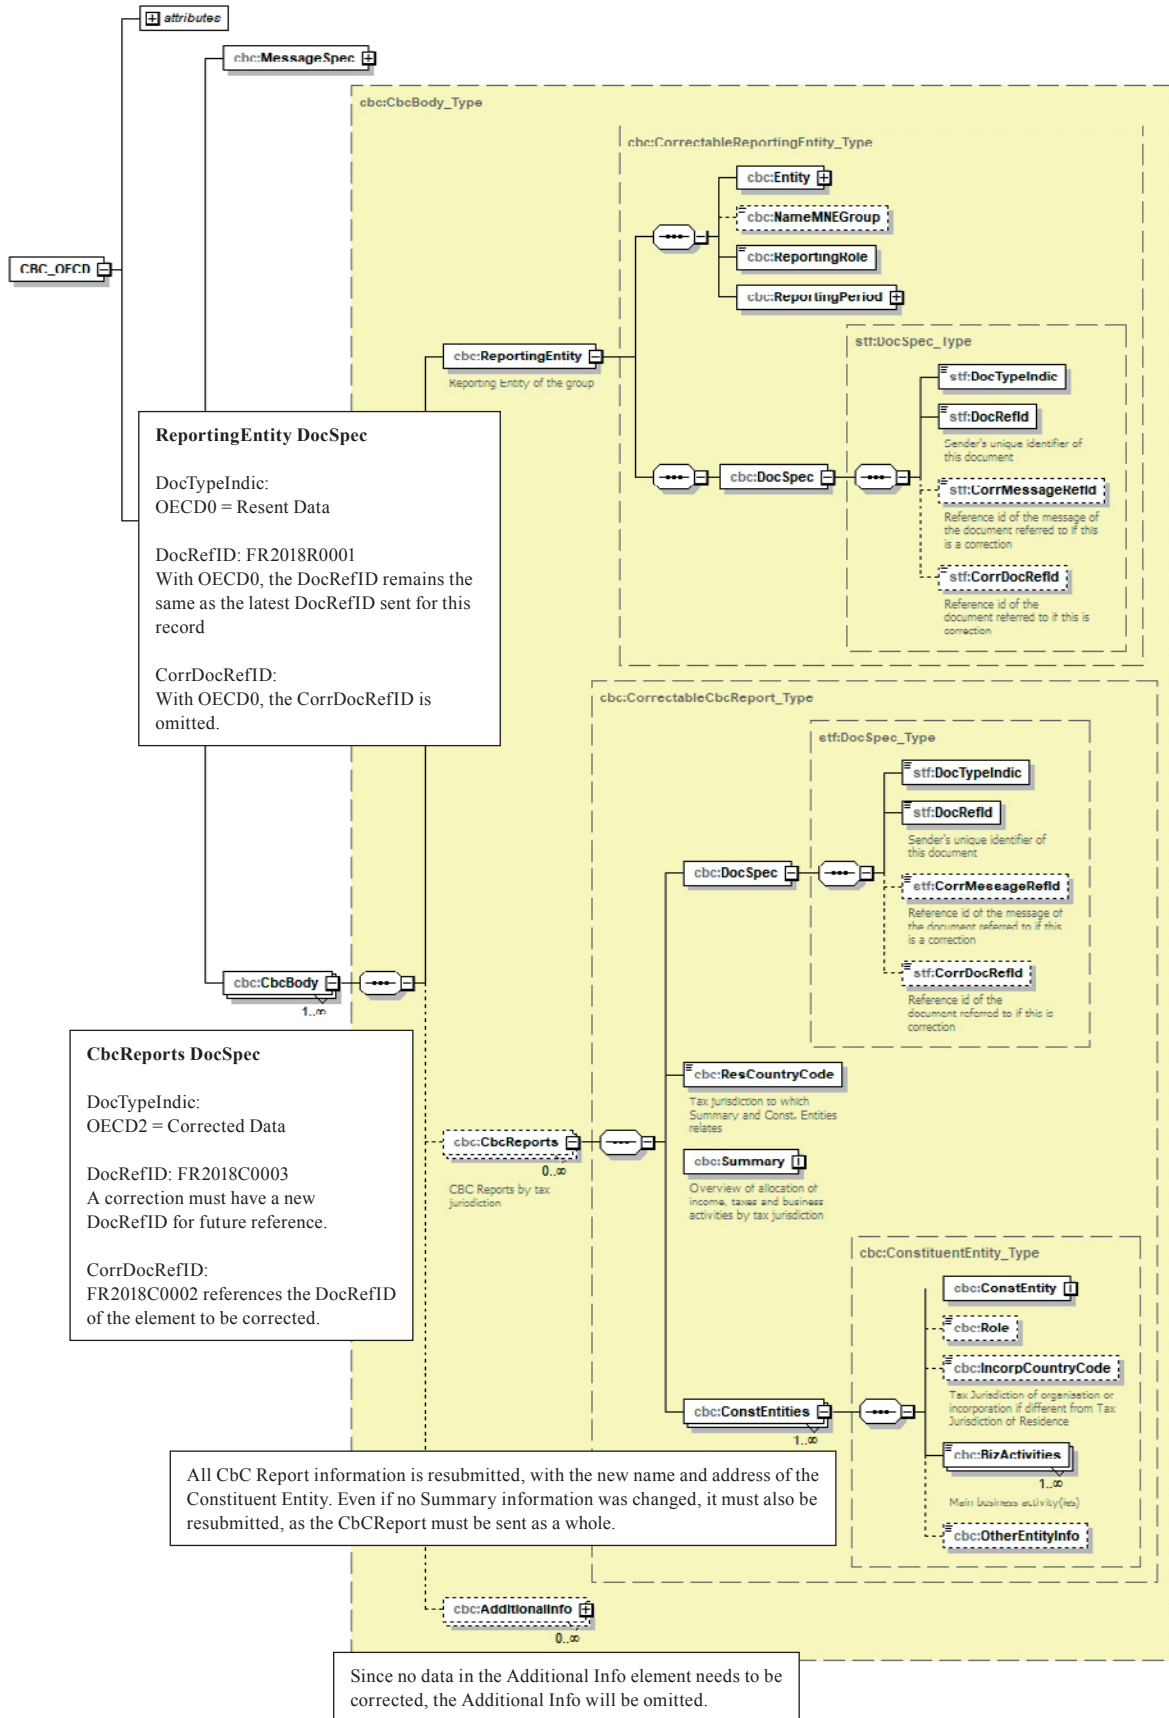 attributes
cbc:MessageSpec
cbc:CbcBody_Type
cbc:CorrectableReportingEntity_Type
cbc:Entity
cbc:NameMNEGroup
cbc:ReportingRole
cbc:ReportingPeriod
CBC_OECD
cbc:ReportingEntity
Reporting Entity of the group
stf:DocSpec_Type
stf:DocTypeIndic
stf:DocRefId
Sender's unique identifier of
this document
cbc:DocSpec
stf:CorrMessageRefId
Reference id of the message of
the document referred to if this
is a correction
stf:CorrDocRefId
Reference id of the
document referred to if this is
correction
ReportingEntity DocSpec
DocTypeIndic:
OECD0 = Resent Data
DocRefID: FR2018R0001
With OECD0, the DocRefID remains the
same as the latest DocRefID sent for this
record
CorrDocRefID:
With OECD0, the CorrDocRefID is
omitted.
cbc:CorrectableCbcReport_Type
stf:DocSpec_Type
stf:DocTypeIndic
stf:DocRefId
Sender's unique identifier of
this document
cbc:DocSpec
stf:CorrMessageRefId
Reference id of the message of
the document referred to if this
is a correction
stf:CorrDocRefId
Reference id of the
document referred to if this is
correction
cbc:CbcBody
1..∞
CbcReports DocSpec
DocTypeIndic:
OECD2 = Corrected Data
DocRefID: FR2018C0003
A correction must have a new
DocRefID for future reference.
CorrDocRefID:
FR2018C0002 references the DocRefID
of the element to be corrected.
cbc:ResCountryCode
Tax jurisdiction to which
Summary and Const. Entities
relates
cbc:CbcReports
0..∞
CBC Reports by tax
jurisdiction
cbc:Summary
Overview of allocation of
income, taxes and business
activities by tax jurisdiction
cbc:ConstituentEntity_Type
cbc:ConstEntity
cbc:Role
cbc:IncorpCountryCode
Tax Jurisdiction of organisation or
incorporation if different from Tax
Jurisdiction of Residence
cbc:ConstEntities
1..∞
cbc:BizActivities
1..∞
Main business activity(ies)
cbc:OtherEntityInfo
All CbC Report information is resubmitted, with the new name and address of the
Constituent Entity. Even if no Summary information was changed, it must also be
resubmitted, as the CbCReport must be sent as a whole.
cbc:AdditionalInfo
0..∞
Since no data in the Additional Info element needs to be
corrected, the Additional Info will be omitted.